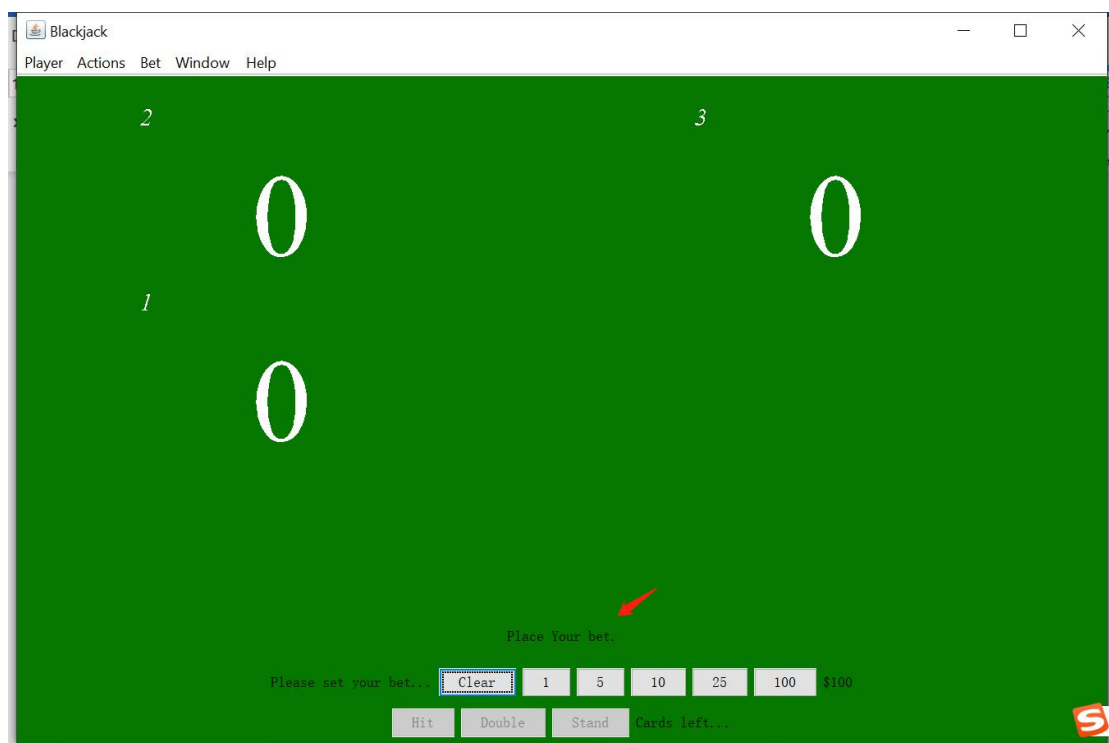 Blackjack
Player Actions Bet Window Help
2 3
0 0
1
0
Place Your bet.
Please set your bet... Clear 1 5 10 25 100 $100
Hit Double Stand Cards left...